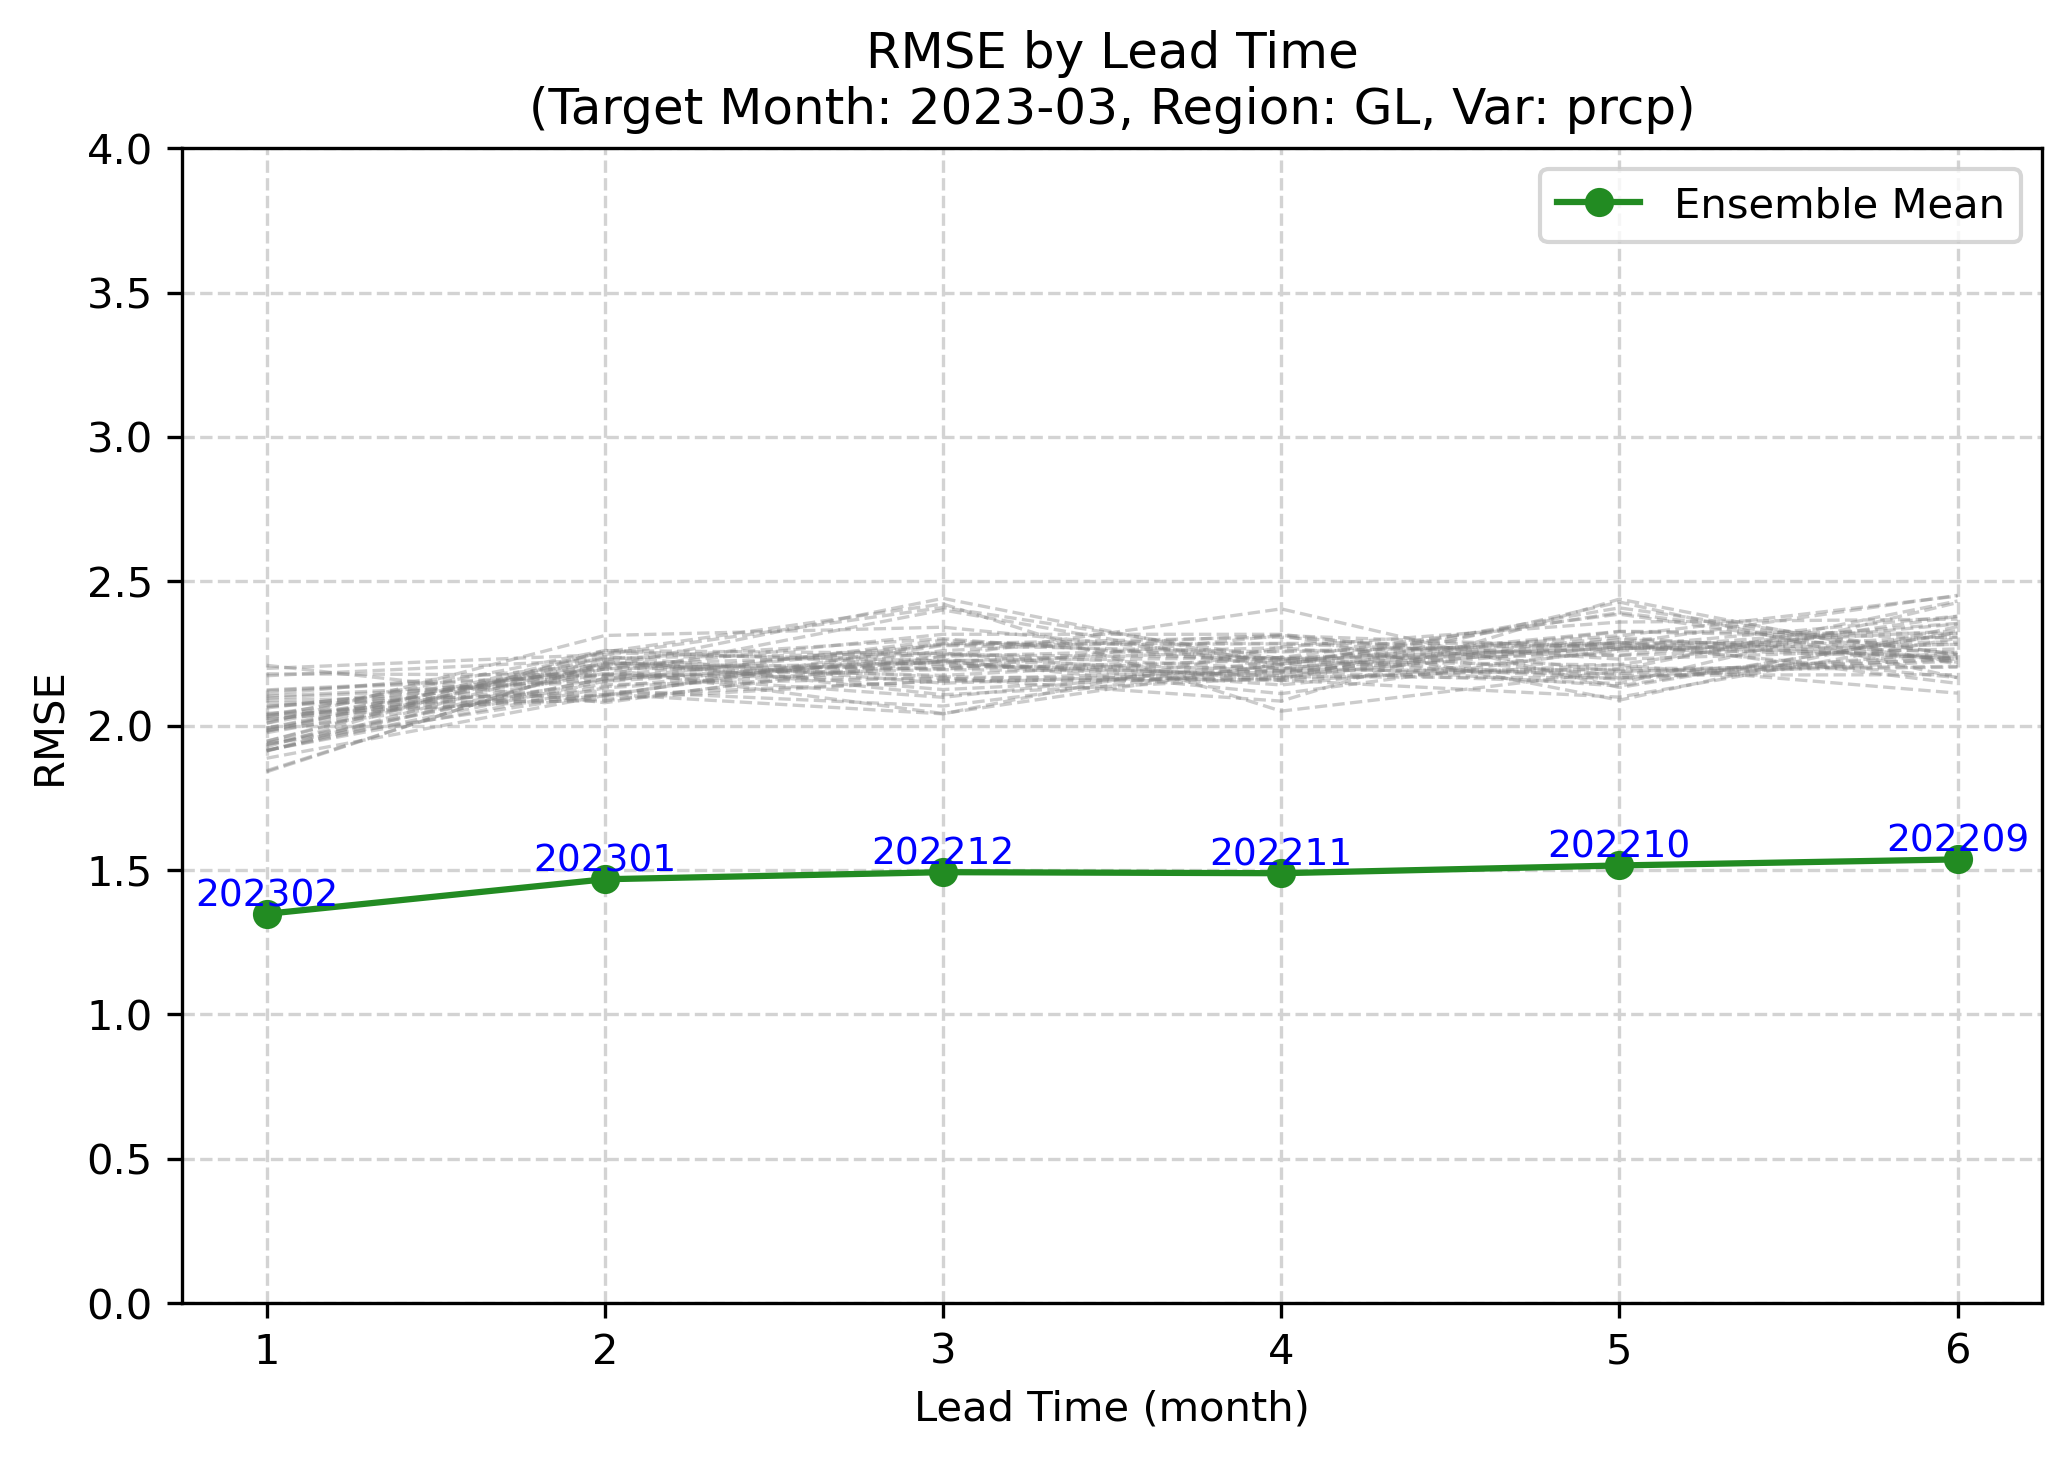 RMSE by Lead Time
(Target Month: 2023-03, Region: GL, Var: prcp)
4.0
Ensemble Mean
3.5
3.0
2.5
2.0
RMSE
1.5
202302
202301
202212
202211
202210
202209
1.0
0.5
0.0
1 2 3 4 5 6
Lead Time (month)